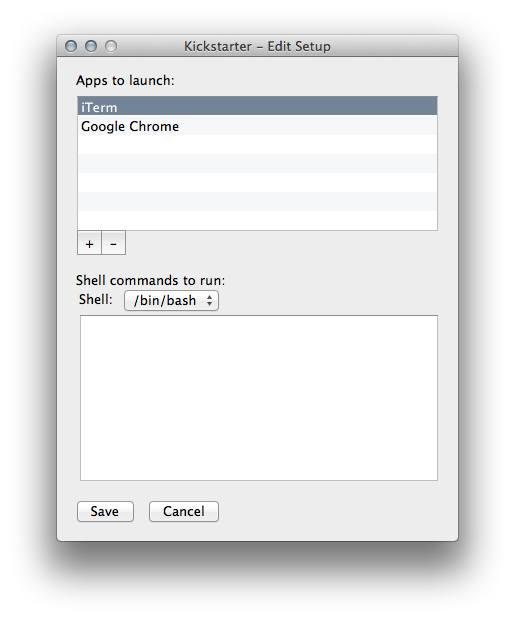 Kickstarter – Edit Setup
Apps to launch:
iTerm
Google Chrome
+ –
Shell commands to run:
Shell: /bin/bash
Save Cancel